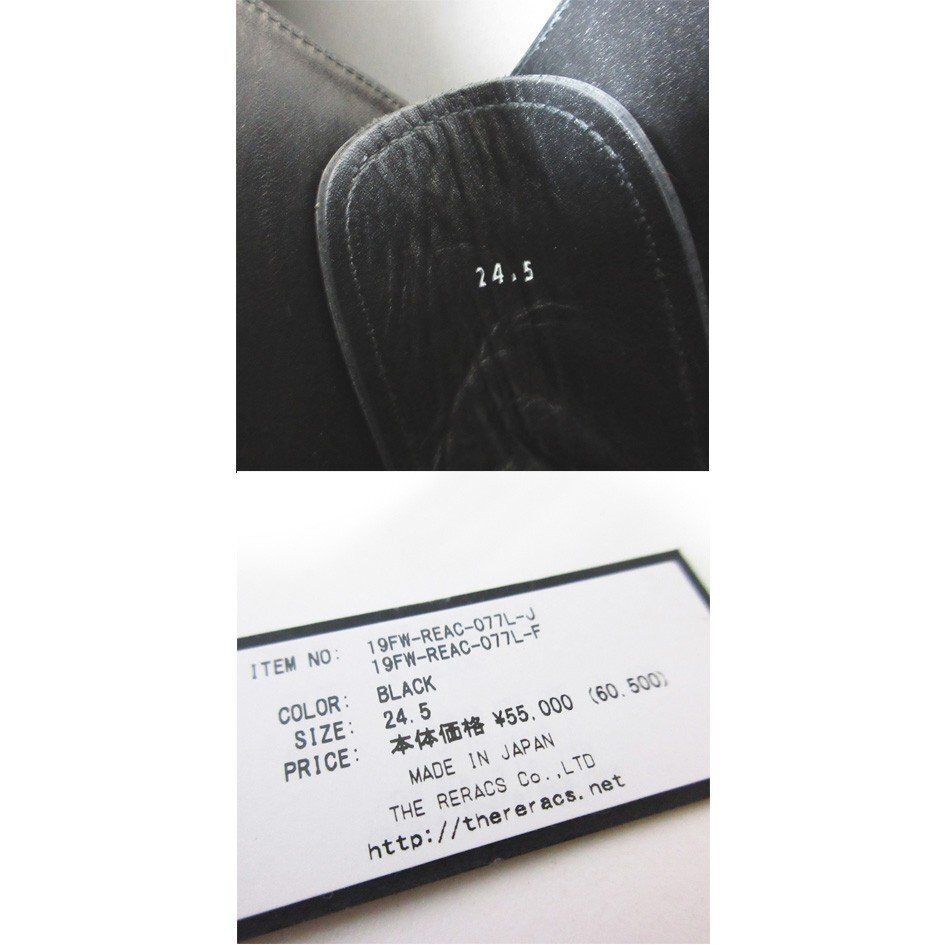 24.5
ITEM NO: 19FW-REAC-077L-J
19FW-REAC-077L-F
COLOR: BLACK
SIZE: 24.5
PRICE: 本体価格 ¥55,000 (60.500)
MADE IN JAPAN
THE RERACS Co.,LTD
http://thereracs.net